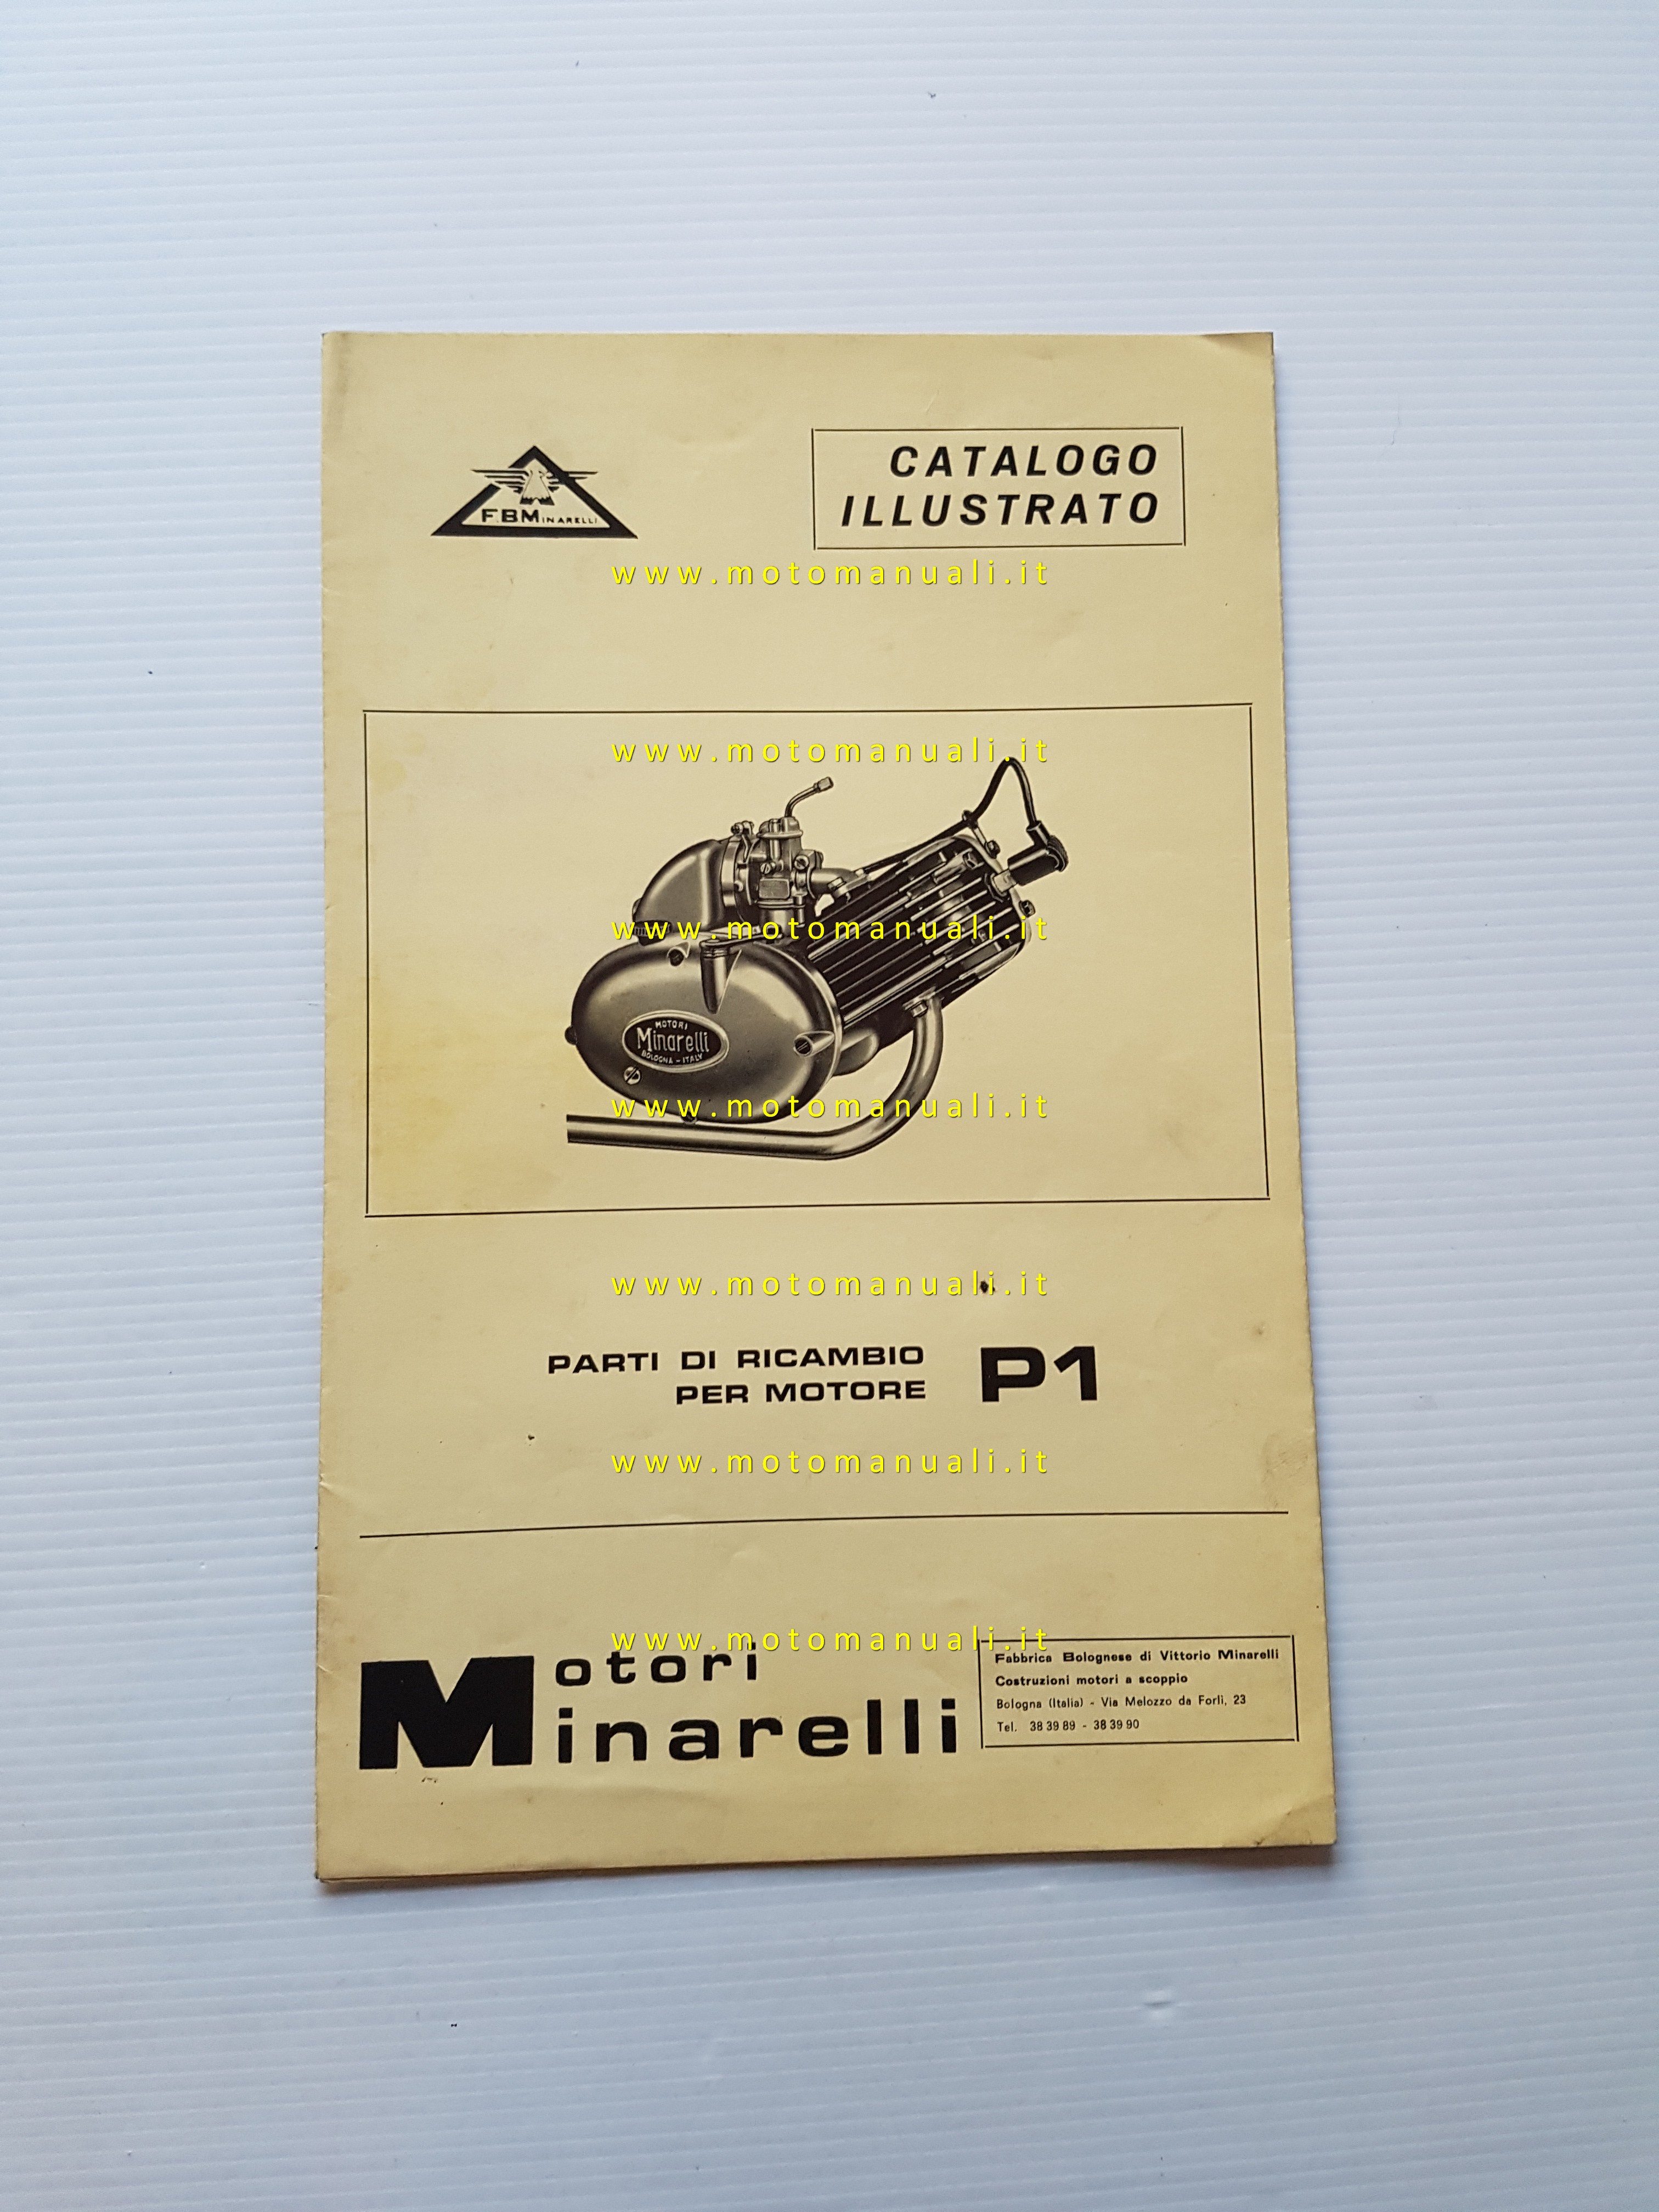 FBMINARELLI
CATALOGO
ILLUSTRATO
www.motomanuali.it
www.motomanuali.it
www.motomanuali.it
MOTORI
Minarelli
BOLOGNA - ITALY
www.motomanuali.it
www.motomanuali.it
PARTI DI RICAMBIO
PER MOTORE
P1
www.motomanuali.it
www.motomanuali.it
Motori
Minarelli
Fabbrica Bolognese di Vittorio Minarelli
Costruzioni motori a scoppio
Bologna (Italia) - Via Melozzo da Forlì, 23
Tel. 38 39 89 - 38 39 90